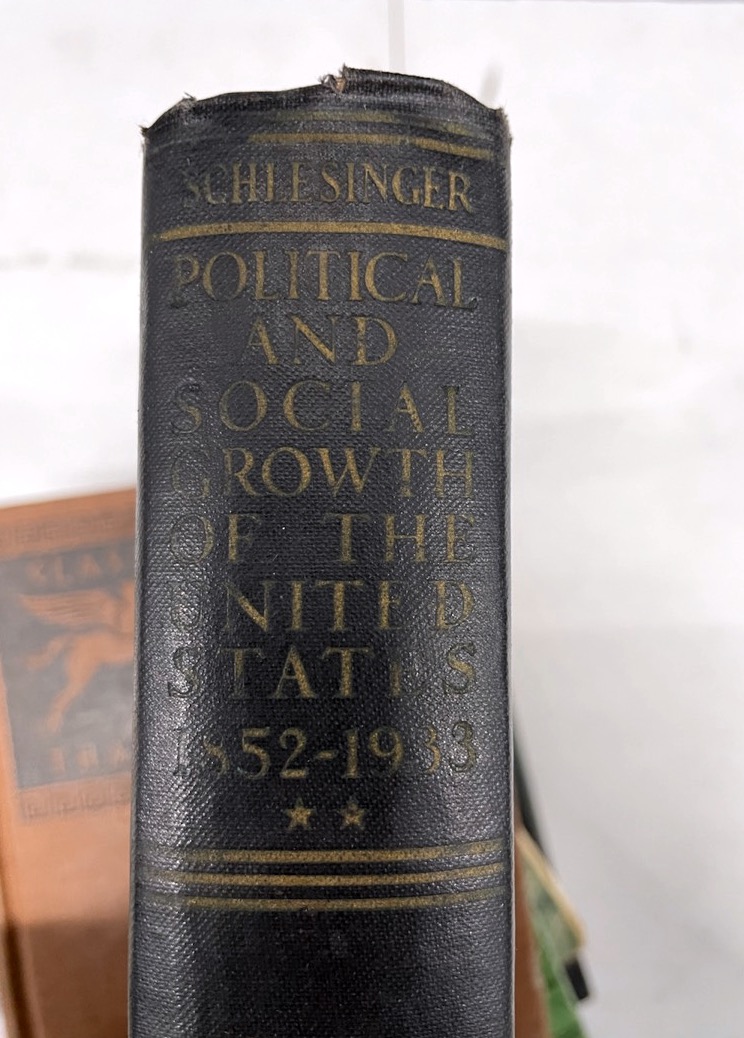 SCHLESINGER
POLITICAL
AND
SOCIAL
GROWTH
OF THE
UNITED
STATES
1852-1933